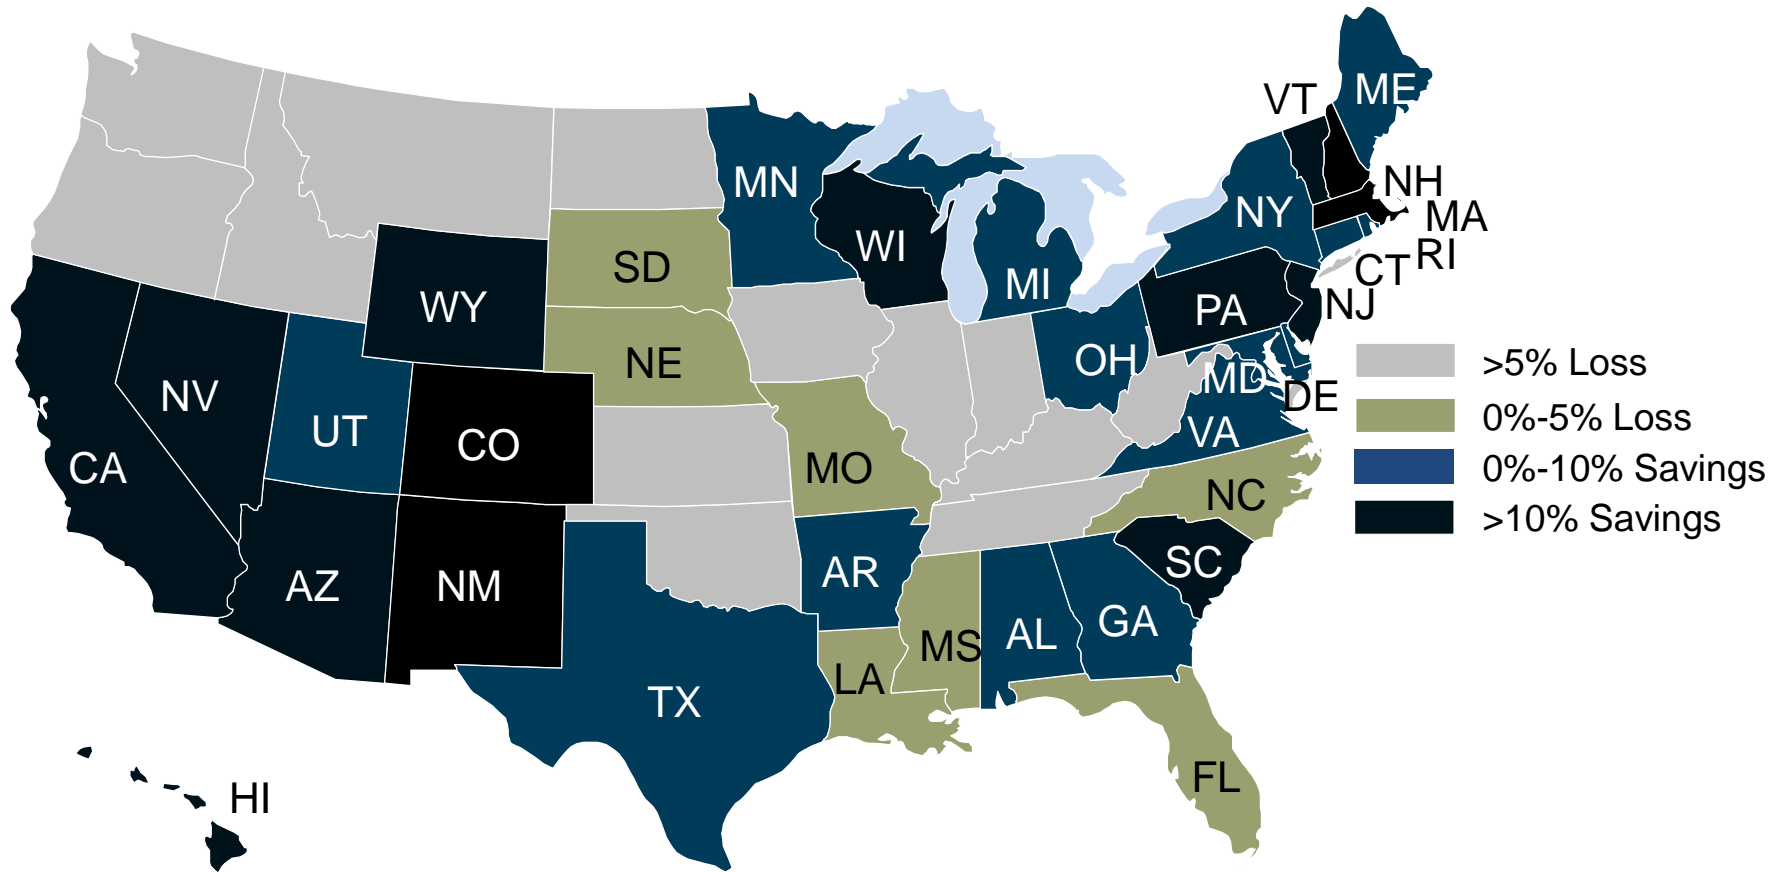 ME
VT
MN
NH
NY
MA
WI
RI
SD
CT
MI
WY
NJ
PA
OH
NE
>5% Loss
MD
NV
DE
0%-5% Loss
UT
VA
CO
CA
MO
0%-10% Savings
NC
>10% Savings
SC
AR
AZ
NM
GA
AL
MS
LA
TX
FL
HI